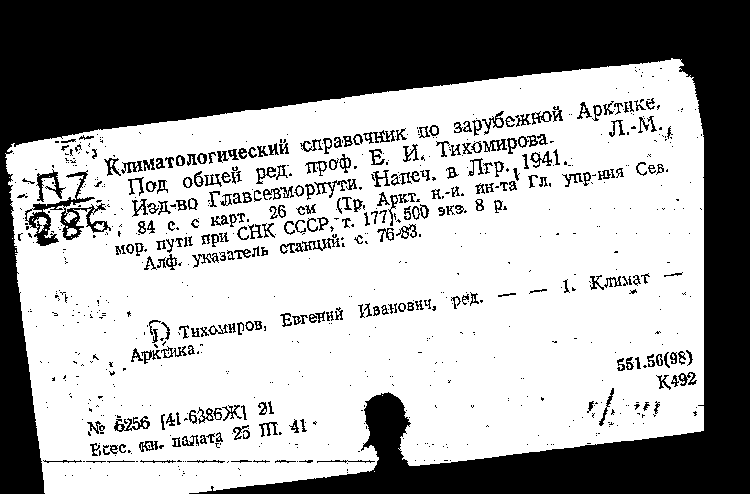 Климатологический справочник по зарубежной Арктике.
Под общей ред. проф. Е. И. Тихомирова. Л.-М.,
Изд-во Главсевморпути. Напеч. в Лгр., 1941.
84 с. с карт. 26 см (Тр. Аркт. н.-и. ин-та Гл. упр-ния Сев.
мор. пути при СНК СССР, т. 177). 500 экз. 8 р.
Алф. указатель станций: с. 76-83.
П7
286
1. Тихомиров, Евгений Иванович, ред. — — 1. Климат —
Арктика.
551.56(98)
К492
№ 6256 [41-6386Ж] 21
Всес. кн. палата 25 III. 41